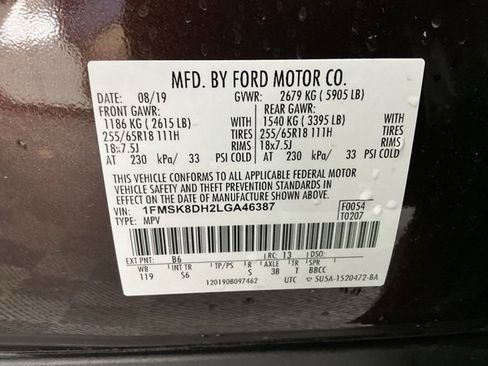 MFD. BY FORD MOTOR CO.
DATE: 08/19 GVWR: 2679 KG ( 5905 LB)
FRONT GAWR: REAR GAWR:
1186 KG ( 2615 LB) 1540 KG ( 3395 LB)
255/65R18 111H TIRES 255/65R18 111H TIRES
18x7.5J RIMS 18x7.5J RIMS
AT 230 kPa/ 33 PSI COLD AT 230 kPa/ 33 PSI COLD
THIS VEHICLE CONFORMS TO ALL APPLICABLE FEDERAL MOTOR
VEHICLE SAFETY AND THEFT PREVENTION STANDARDS IN
EFFECT ON THE DATE OF MANUFACTURE SHOWN ABOVE.
VIN: 1FMSK8DH2LGA46387 F0054
TYPE: MPV T0207
EXT PNT: B6 RC: 13 DSO:
WB INT TR TP/PS R AXLE TR SPR
119 S6 S 3B T BBCC
1201908097462 UTC 5U5A-1520472-BA